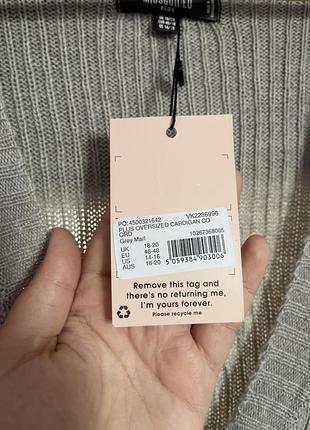 MISSGUIDED
PLUS
PO: 4500321642 VK2236996
PLUS OVERSIZED CARDIGAN CO
ORD
Grey Marl 10267368005
UK 18-20
EU 46-48
US 14-16
AUS 18-20
5 059384 903006
Remove this tag and
there's no returning me,
I'm yours forever.
Please recycle me